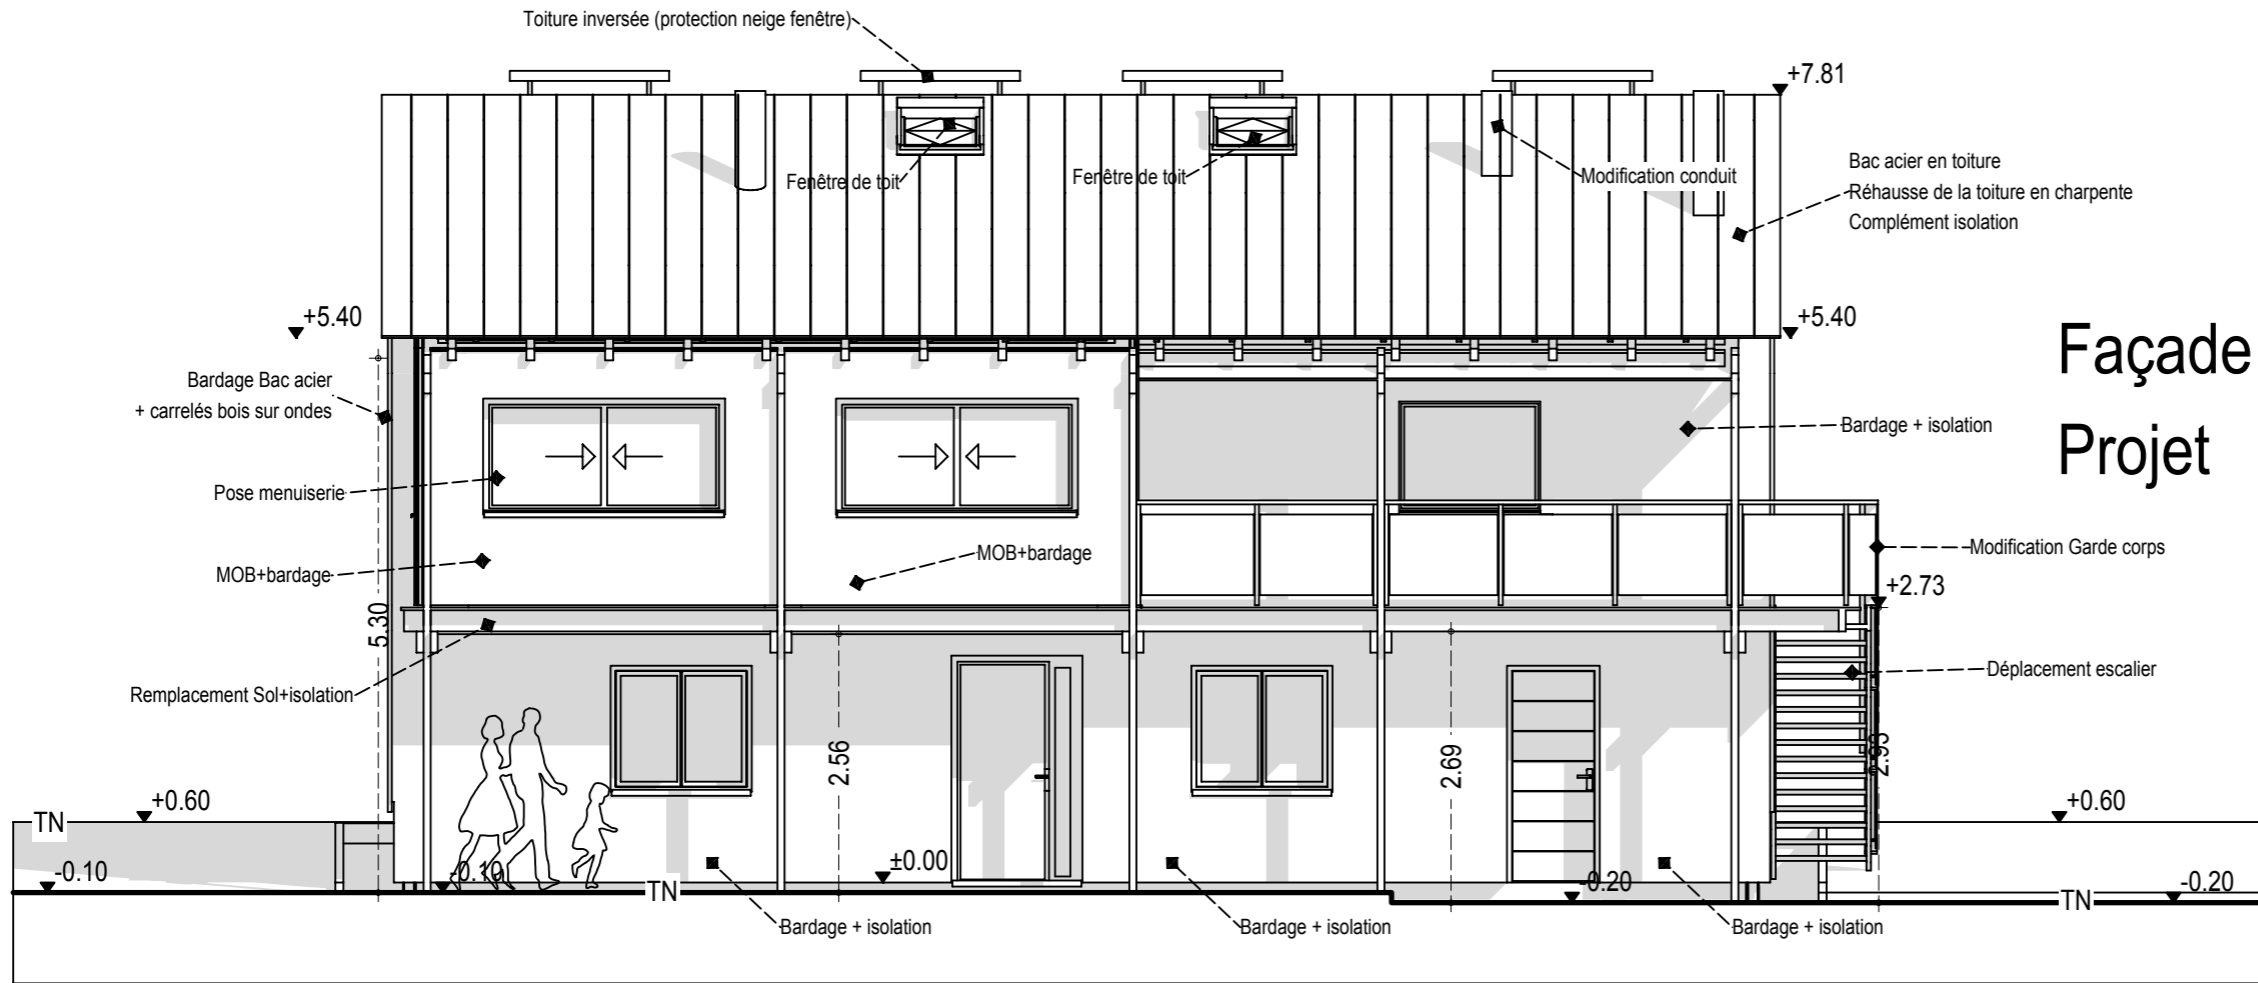 Toiture inversée (protection neige fenêtre)
+7.81
Fenêtre de toit
Fenêtre de toit
Modification conduit
Bac acier en toiture
Réhausse de la toiture en charpente
Complément isolation
+5.40
+5.40
Façade
Projet
Bardage Bac acier
+ carrelés bois sur ondes
Bardage + isolation
Pose menuiserie
MOB+bardage
MOB+bardage
Modification Garde corps
+2.73
5.30
Remplacement Sol+isolation
Déplacement escalier
2.56
2.69
2.93
+0.60
TN
+0.60
-0.10
-0.10
±0.00
TN
-0.20
-0.20
TN
Bardage + isolation
Bardage + isolation
Bardage + isolation